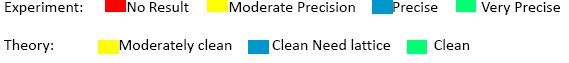 Experiment: No Result Moderate Precision Precise Very Precise
Theory: Moderately clean Clean Need lattice Clean